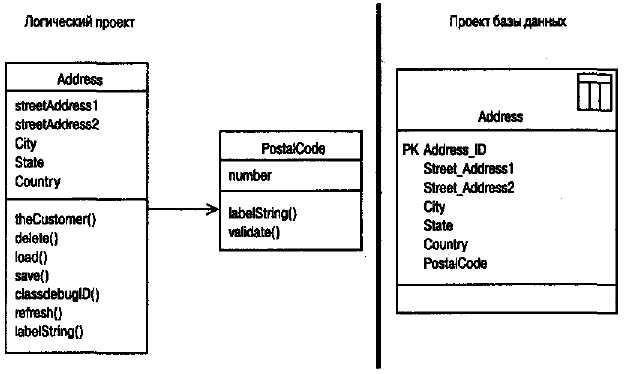 Логический проект
Address
streetAddress1
streetAddress2
City
State
Country
theCustomer()
delete()
load()
save()
classdebugID()
refresh()
labelString()
PostalCode
number
labelString()
validate()
Проект базы данных
Address
PK Address_ID
Street_Address1
Street_Address2
City
State
Country
PostalCode